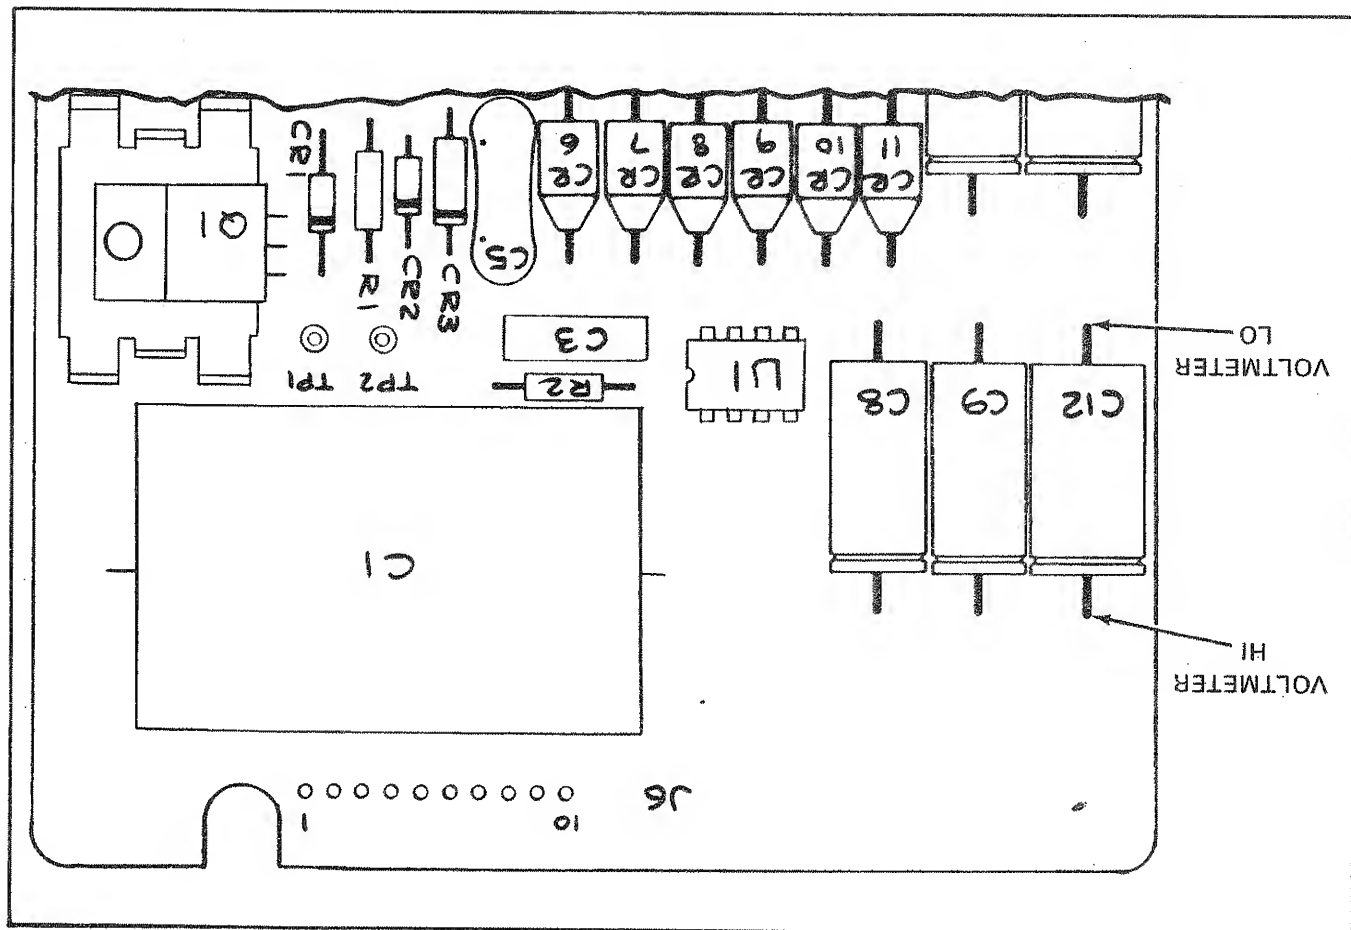 CR1
Q1
R1
CR2
CR3
C5
6 CR
7 CR
8 CR
9 CR
10 CR
11 CR
TP1
TP2
C3
R2
U1
C8
C9
C12
VOLTMETER
LO
C1
VOLTMETER
HI
1
10
J6